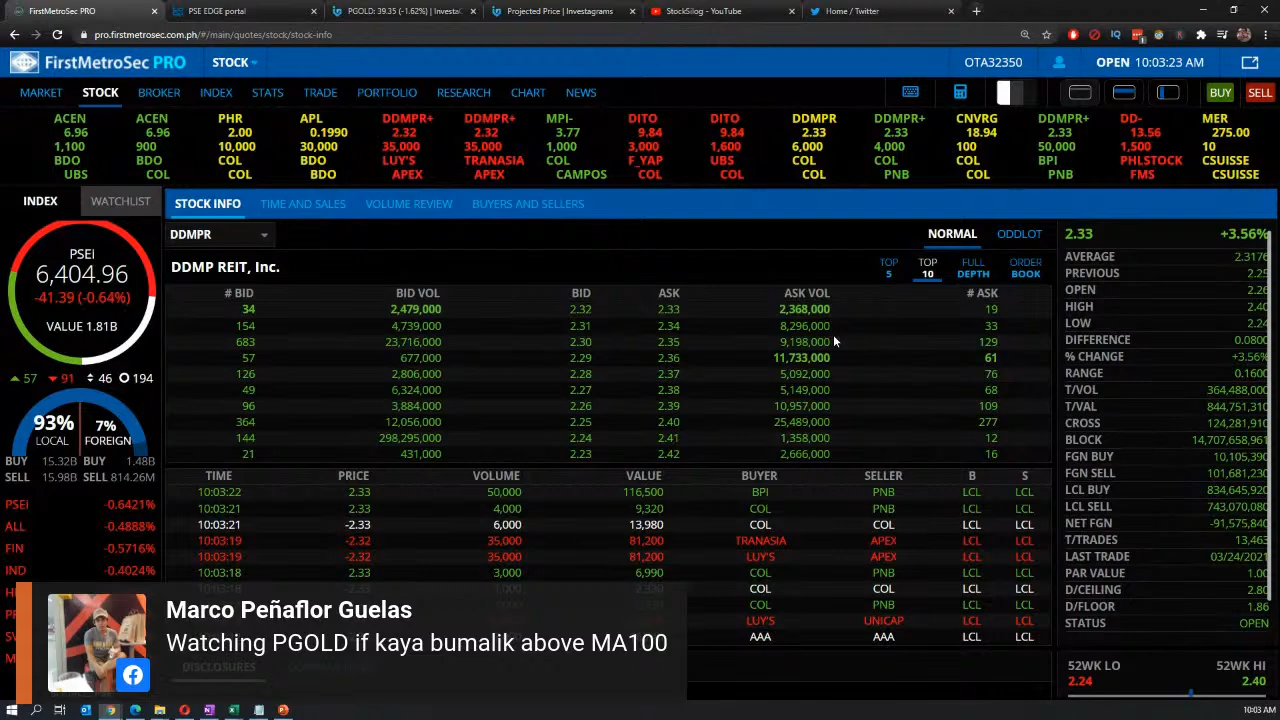 FirstMetroSec PRO
PSE EDGE portal
PGOLD: 39.35 (-1.62%) | Investa
Projected Price | Investagrams
StockSilog - YouTube
Home / Twitter
pro.firstmetrosec.com.ph/#/main/quotes/stock/stock-info
FirstMetroSec PRO STOCK OTA32350 OPEN 10:03:23 AM
MARKET STOCK BROKER INDEX STATS TRADE PORTFOLIO RESEARCH CHART NEWS BUY SELL
ACEN ACEN PHR APL DDMPR+ DDMPR+ MPI- DITO DITO DDMPR DDMPR+ CNVRG DDMPR+ DD- MER
6.96 6.96 2.00 0.1990 2.32 2.32 3.77 9.84 9.84 2.33 2.33 18.94 2.33 13.56 275.00
1,100 900 10,000 30,000 35,000 35,000 1,000 3,000 1,600 6,000 4,000 100 50,000 1,500 10
BDO BDO COL BDO LUY'S TRANASIA COL F_YAP UBS COL COL COL BPI PHLSTOCK CSUISSE
UBS COL COL BDO APEX APEX CAMPOS COL COL COL PNB COL PNB FMS CSUISSE
INDEX WATCHLIST
PSEI
6,404.96
-41.39 (-0.64%)
VALUE 1.81B
57 91 46 194
93% LOCAL
7% FOREIGN
BUY 15.32B BUY 1.48B
SELL 15.98B SELL 814.26M
PSEI -0.6421%
ALL -0.4888%
FIN -0.5716%
IND -0.4024%
STOCK INFO TIME AND SALES VOLUME REVIEW BUYERS AND SELLERS
DDMPR NORMAL ODDLOT
DDMP REIT, Inc. TOP 5 TOP 10 FULL DEPTH ORDER BOOK
# BID BID VOL BID ASK ASK VOL # ASK
34 2,479,000 2.32 2.33 2,368,000 19
154 4,739,000 2.31 2.34 8,296,000 33
683 23,716,000 2.30 2.35 9,198,000 129
57 677,000 2.29 2.36 11,733,000 61
126 2,806,000 2.28 2.37 5,092,000 76
49 6,324,000 2.27 2.38 5,149,000 68
96 3,884,000 2.26 2.39 10,957,000 109
364 12,056,000 2.25 2.40 25,489,000 277
144 298,295,000 2.24 2.41 1,358,000 12
21 431,000 2.23 2.42 2,666,000 16
TIME PRICE VOLUME VALUE BUYER SELLER B S
10:03:22 2.33 50,000 116,500 BPI PNB LCL LCL
10:03:21 2.33 4,000 9,320 COL PNB LCL LCL
10:03:21 -2.33 6,000 13,980 COL COL LCL LCL
10:03:19 -2.32 35,000 81,200 TRANASIA APEX LCL LCL
10:03:19 -2.32 35,000 81,200 LUY'S APEX LCL LCL
10:03:18 2.33 3,000 6,990 COL PNB LCL LCL
COL COL LCL LCL
COL PNB LCL LCL
LUY'S UNICAP LCL LCL
AAA AAA LCL LCL
DISCLOSURES
2.33 +3.56%
AVERAGE 2.3176
PREVIOUS 2.25
OPEN 2.26
HIGH 2.40
LOW 2.24
DIFFERENCE 0.0800
% CHANGE +3.56%
RANGE 0.1600
T/VOL 364,488,000
T/VAL 844,751,310
CROSS 124,281,910
BLOCK 14,707,658,961
FGN BUY 10,105,390
FGN SELL 101,681,230
LCL BUY 834,645,920
LCL SELL 743,070,080
NET FGN -91,575,840
T/TRADES 13,463
LAST TRADE 03/24/2021
PAR VALUE 1.00
D/CEILING 2.80
D/FLOOR 1.86
STATUS OPEN
52WK LO 52WK HI
2.24 2.40
Marco Peñaflor Guelas
Watching PGOLD if kaya bumalik above MA100
10:03 AM